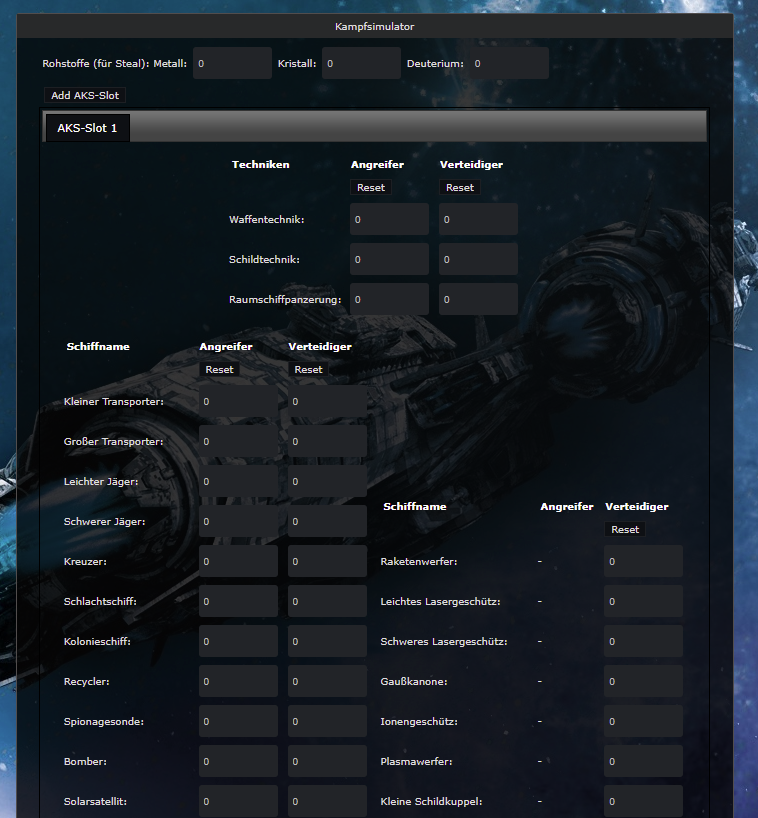 Kampfsimulator
Rohstoffe (für Steal): Metall: 0 Kristall: 0 Deuterium: 0
Add AKS-Slot
AKS-Slot 1
Techniken Angreifer Verteidiger
Reset Reset
Waffentechnik: 0 0
Schildtechnik: 0 0
Raumschiffpanzerung: 0 0
Schiffname Angreifer Verteidiger
Reset Reset
Kleiner Transporter: 0 0
Großer Transporter: 0 0
Leichter Jäger: 0 0
Schwerer Jäger: 0 0
Kreuzer: 0 0
Schlachtschiff: 0 0
Kolonieschiff: 0 0
Recycler: 0 0
Spionagesonde: 0 0
Bomber: 0 0
Solarsatellit: 0 0
Schiffname Angreifer Verteidiger
Reset
Raketenwerfer: - 0
Leichtes Lasergeschütz: - 0
Schweres Lasergeschütz: - 0
Gaußkanone: - 0
Ionengeschütz: - 0
Plasmawerfer: - 0
Kleine Schildkuppel: - 0